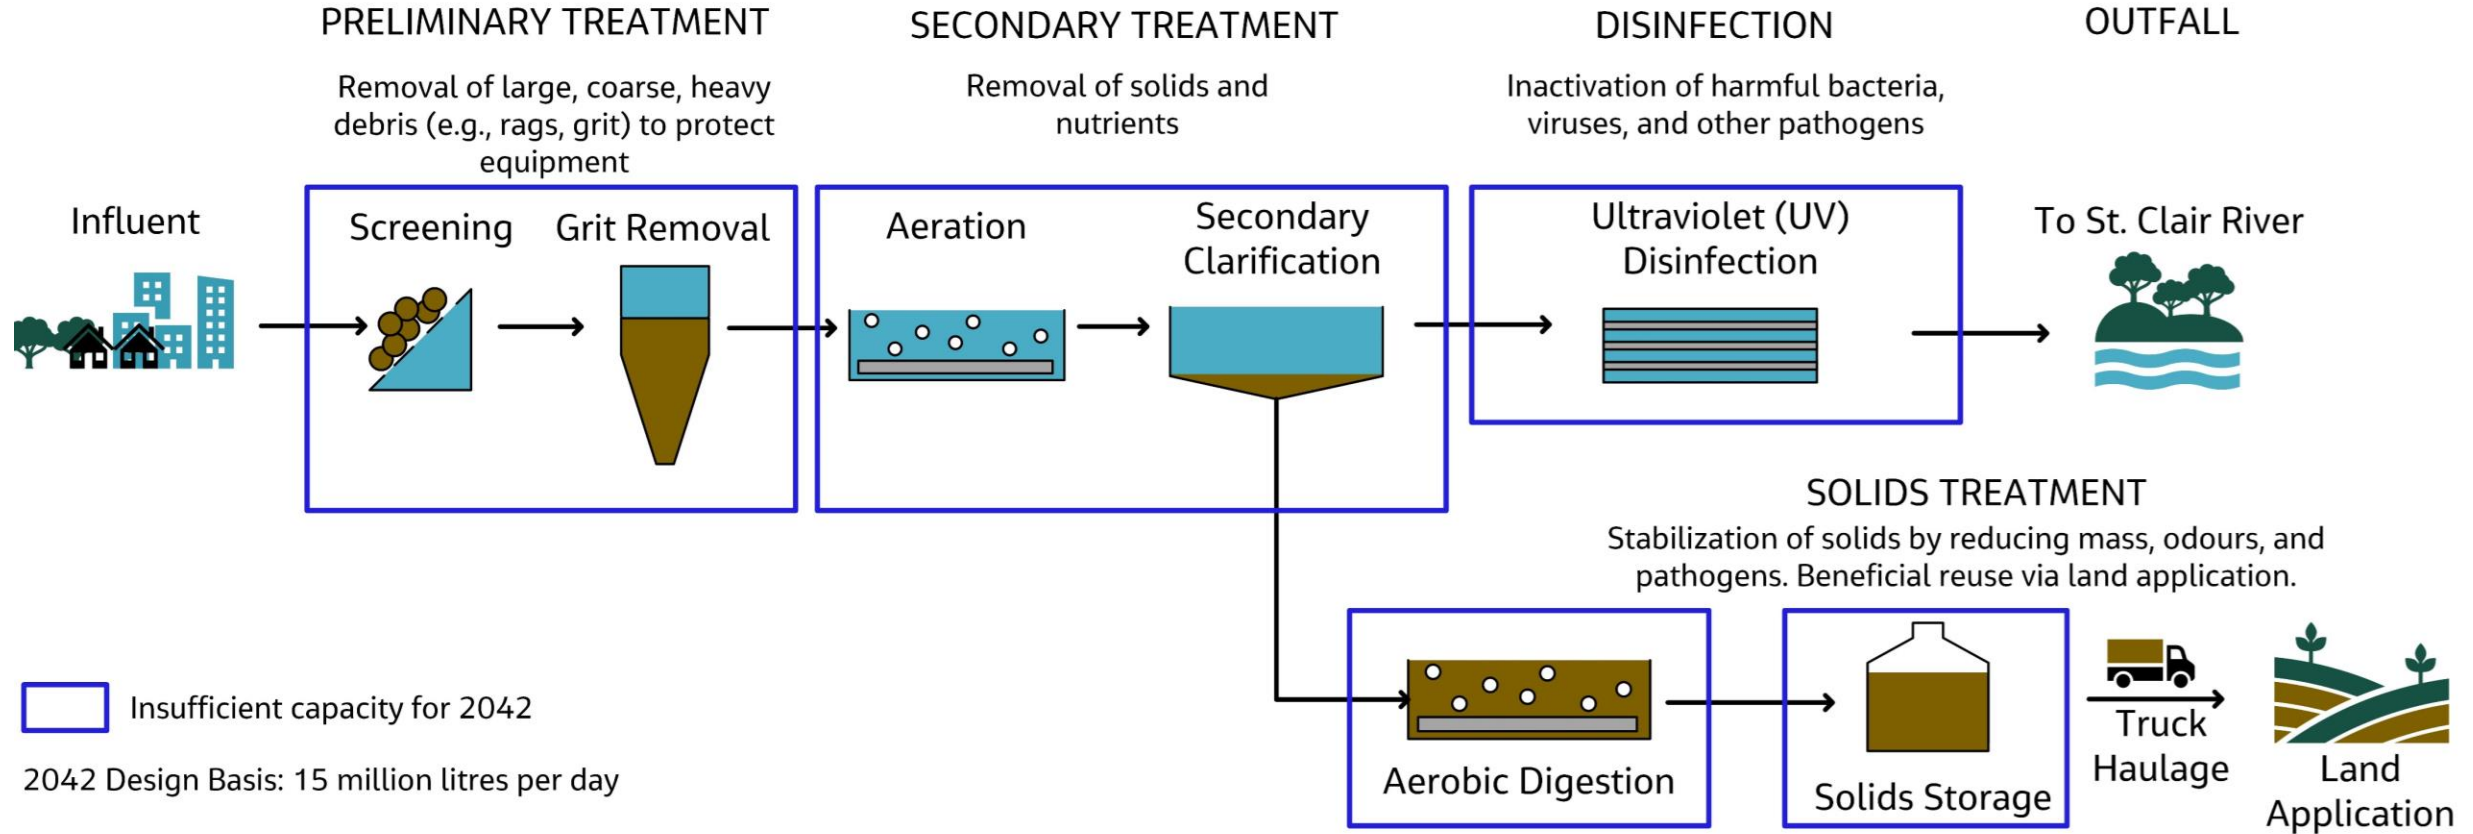 PRELIMINARY TREATMENT
Removal of large, coarse, heavy
debris (e.g., rags, grit) to protect
equipment
SECONDARY TREATMENT
Removal of solids and
nutrients
DISINFECTION
Inactivation of harmful bacteria,
viruses, and other pathogens
OUTFALL
Influent
Screening
Grit Removal
Aeration
Secondary
Clarification
Ultraviolet (UV)
Disinfection
To St. Clair River
SOLIDS TREATMENT
Stabilization of solids by reducing mass, odours, and
pathogens. Beneficial reuse via land application.
Aerobic Digestion
Solids Storage
Truck
Haulage
Land
Application
Insufficient capacity for 2042
2042 Design Basis: 15 million litres per day